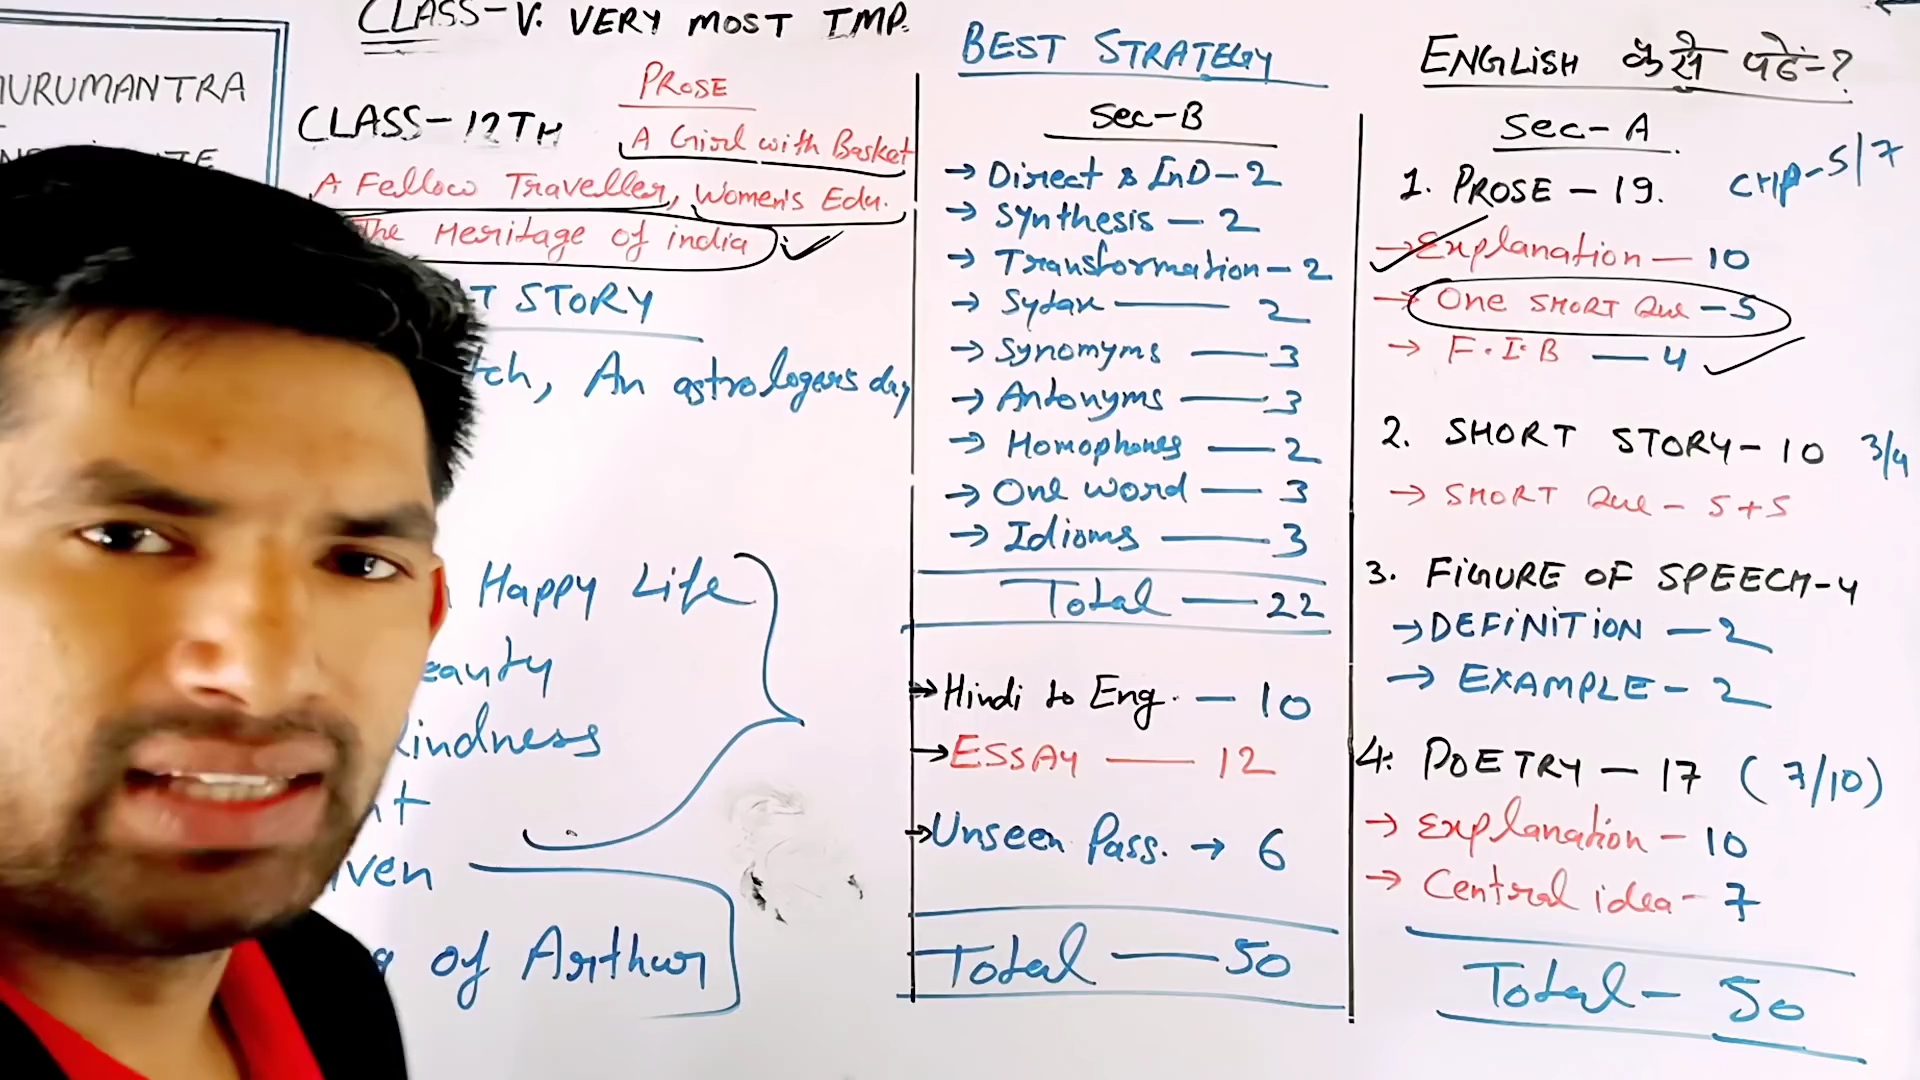 CLASS-V. VERY MOST IMP.
URUMANTRA
CLASS-12TH
PROSE
A Girl with Basket
A Fellow Traveller, Women's Edu.
The Heritage of india
T STORY
tch, An astrologers day
Happy Life
eauty
kindness
nt
ven
of Arthur
BEST STRATEGY
Sec-B
→ Direct & InD-2
→ Synthesis - 2
→ Transformation-2
→ Sytax — 2
→ Synomyms — 3
→ Antonyms — 3
→ Homophones — 2
→ One word — 3
→ Idioms — 3
Total — 22
→ Hindi to Eng. - 10
→ ESSAY — 12
→ Unseen Pass. → 6
Total — 50
ENGLISH कैसे पढे-?
Sec-A
1. PROSE - 19. CHP-5/7
→ Explanation - 10
→ One SHORT Que - 5
→ F.I.B - 4
2. SHORT STORY-10 3/4
→ SHORT Que - 5+5
3. FIGURE OF SPEECH-4
→ DEFINITION - 2
→ EXAMPLE - 2
4. POETRY - 17 (7/10)
→ Explanation - 10
→ Central idea - 7
Total - 50